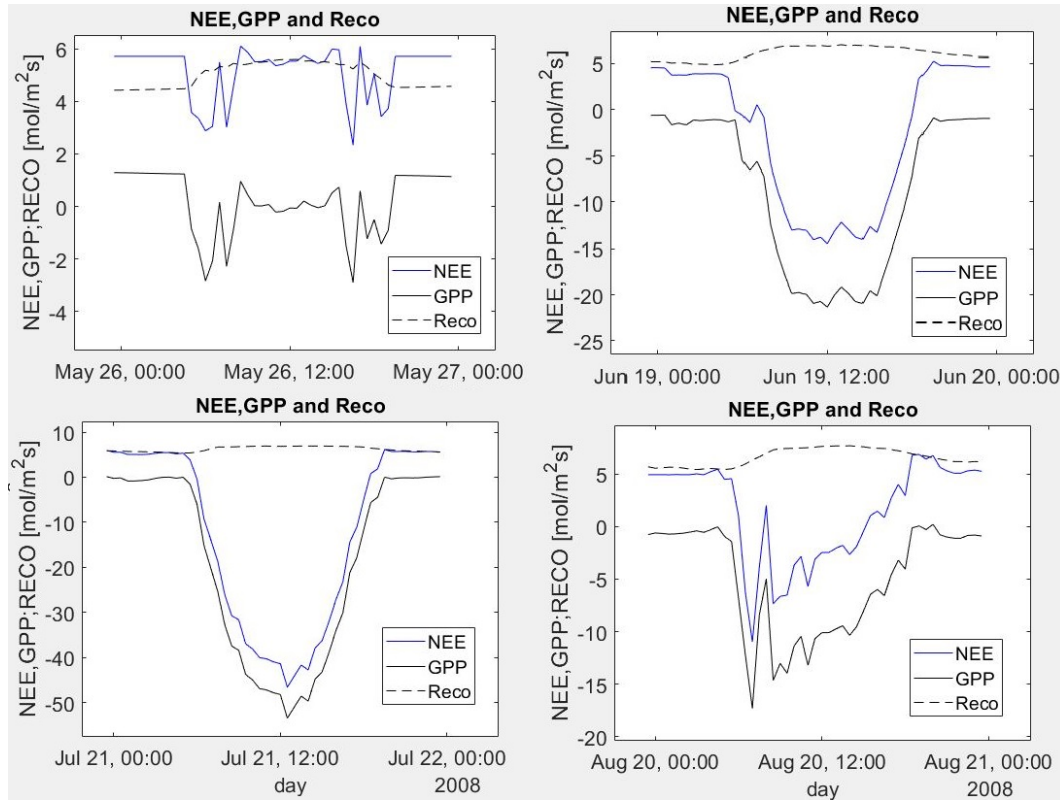 NEE,GPP and Reco
NEE,GPP;RECO [mol/m²s]
6
4
2
0
-2
-4
NEE
GPP
Reco
May 26, 00:00
May 26, 12:00
May 27, 00:00
NEE,GPP and Reco
NEE,GPP;RECO [mol/m²s]
5
0
-5
-10
-15
-20
-25
NEE
GPP
Reco
Jun 19, 00:00
Jun 19, 12:00
Jun 20, 00:00
NEE,GPP and Reco
NEE,GPP;RECO [mol/m²s]
10
0
-10
-20
-30
-40
-50
NEE
GPP
Reco
Jul 21, 00:00
Jul 21, 12:00
Jul 22, 00:00
day
2008
NEE,GPP and Reco
NEE,GPP;RECO [mol/m²s]
5
0
-5
-10
-15
-20
NEE
GPP
Reco
Aug 20, 00:00
Aug 20, 12:00
Aug 21, 00:00
day
2008